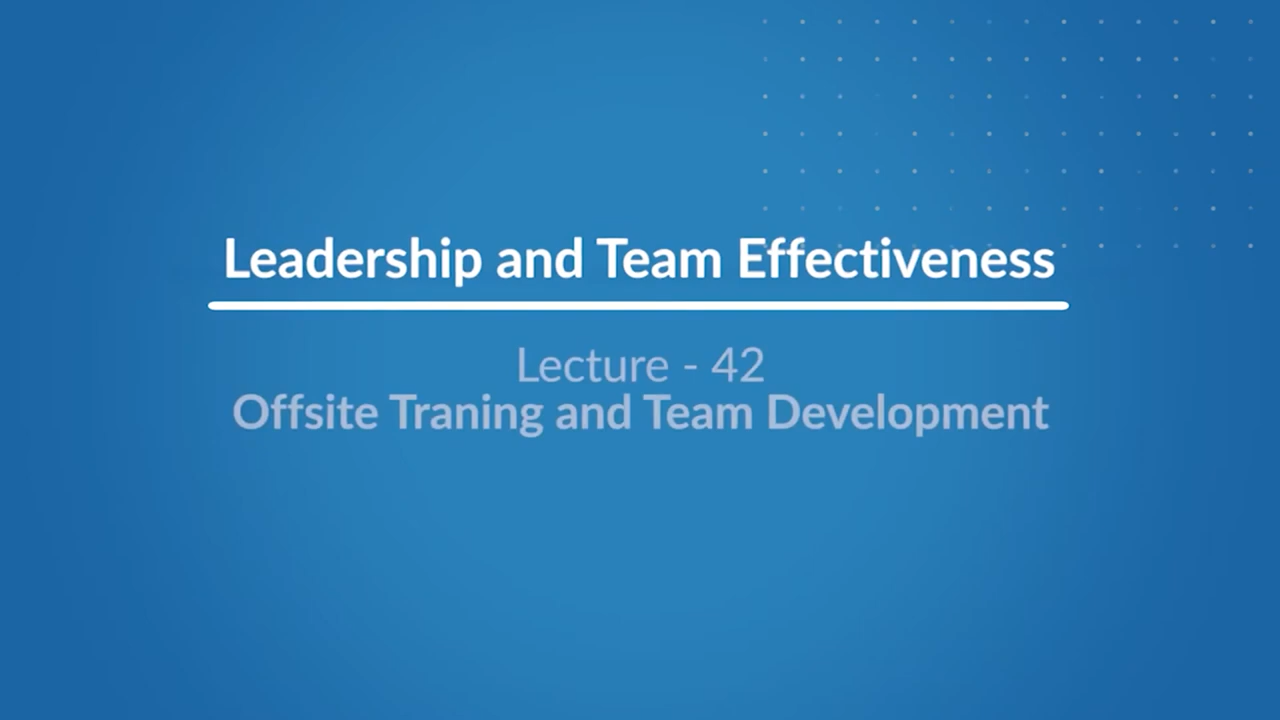 Leadership and Team Effectiveness
Lecture - 42
Offsite Traning and Team Development